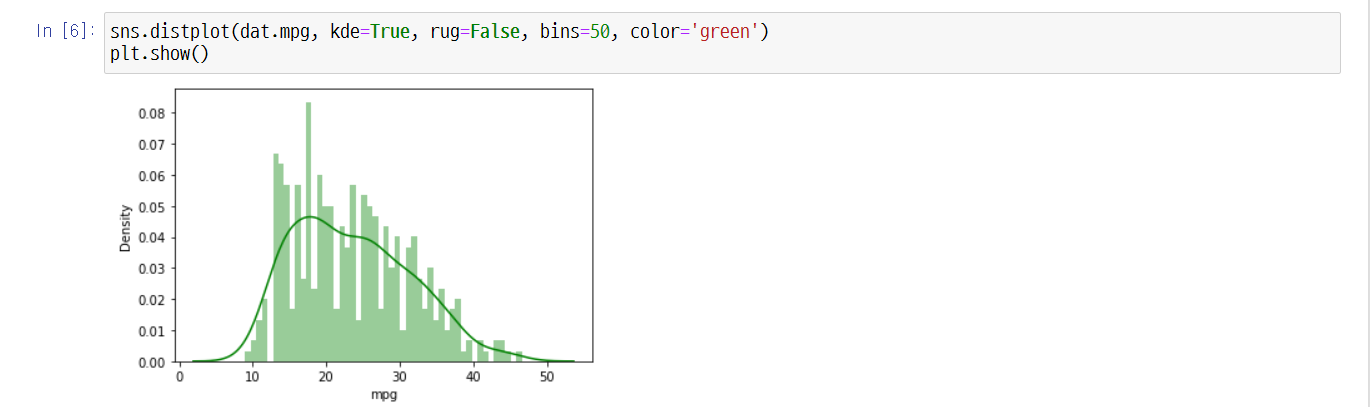 In [6]:
sns.distplot(dat.mpg, kde=True, rug=False, bins=50, color='green')
plt.show()
0.08
0.07
0.06
0.05
0.04
0.03
0.02
0.01
0.00
Density
0 10 20 30 40 50
mpg